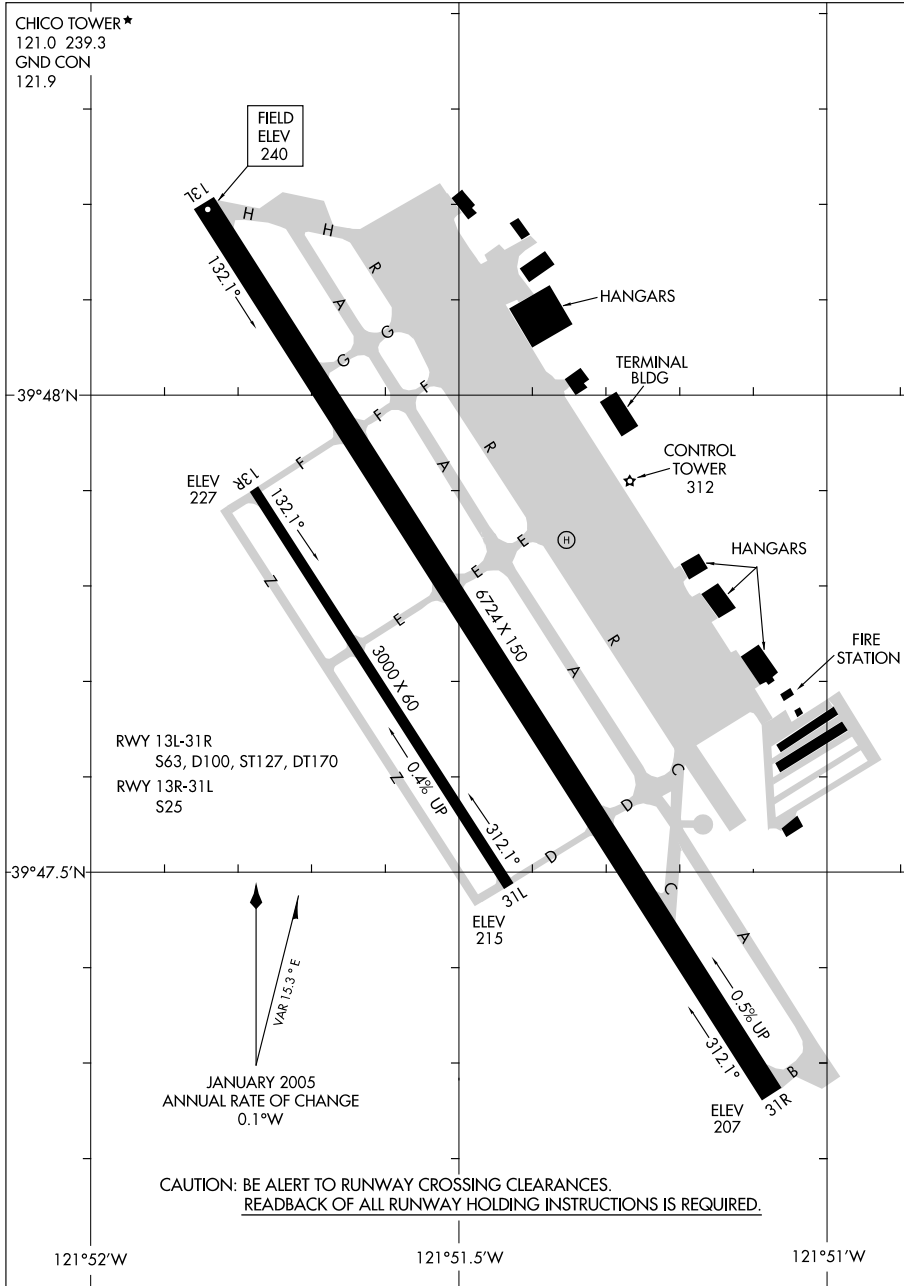 CHICO TOWER★
121.0 239.3
GND CON
121.9
FIELD
ELEV
240
13L
H
H
132.1°
R
A
G
G
HANGARS
39°48'N
F
F
TERMINAL
BLDG
F
A
R
CONTROL
TOWER
312
13R
ELEV
227
132.1°
H
E
E
HANGARS
Z
E
6724 X 150
R
A
FIRE
STATION
3000 X 60
RWY 13L-31R
S63, D100, ST127, DT170
RWY 13R-31L
S25
Z
0.4% UP
C
D
312.1°
D
39°47.5'N
31L
C
ELEV
215
A
VAR 15.3° E
0.5% UP
312.1°
B
31R
ELEV
207
JANUARY 2005
ANNUAL RATE OF CHANGE
0.1°W
CAUTION: BE ALERT TO RUNWAY CROSSING CLEARANCES.
READBACK OF ALL RUNWAY HOLDING INSTRUCTIONS IS REQUIRED.
121°52'W
121°51.5'W
121°51'W